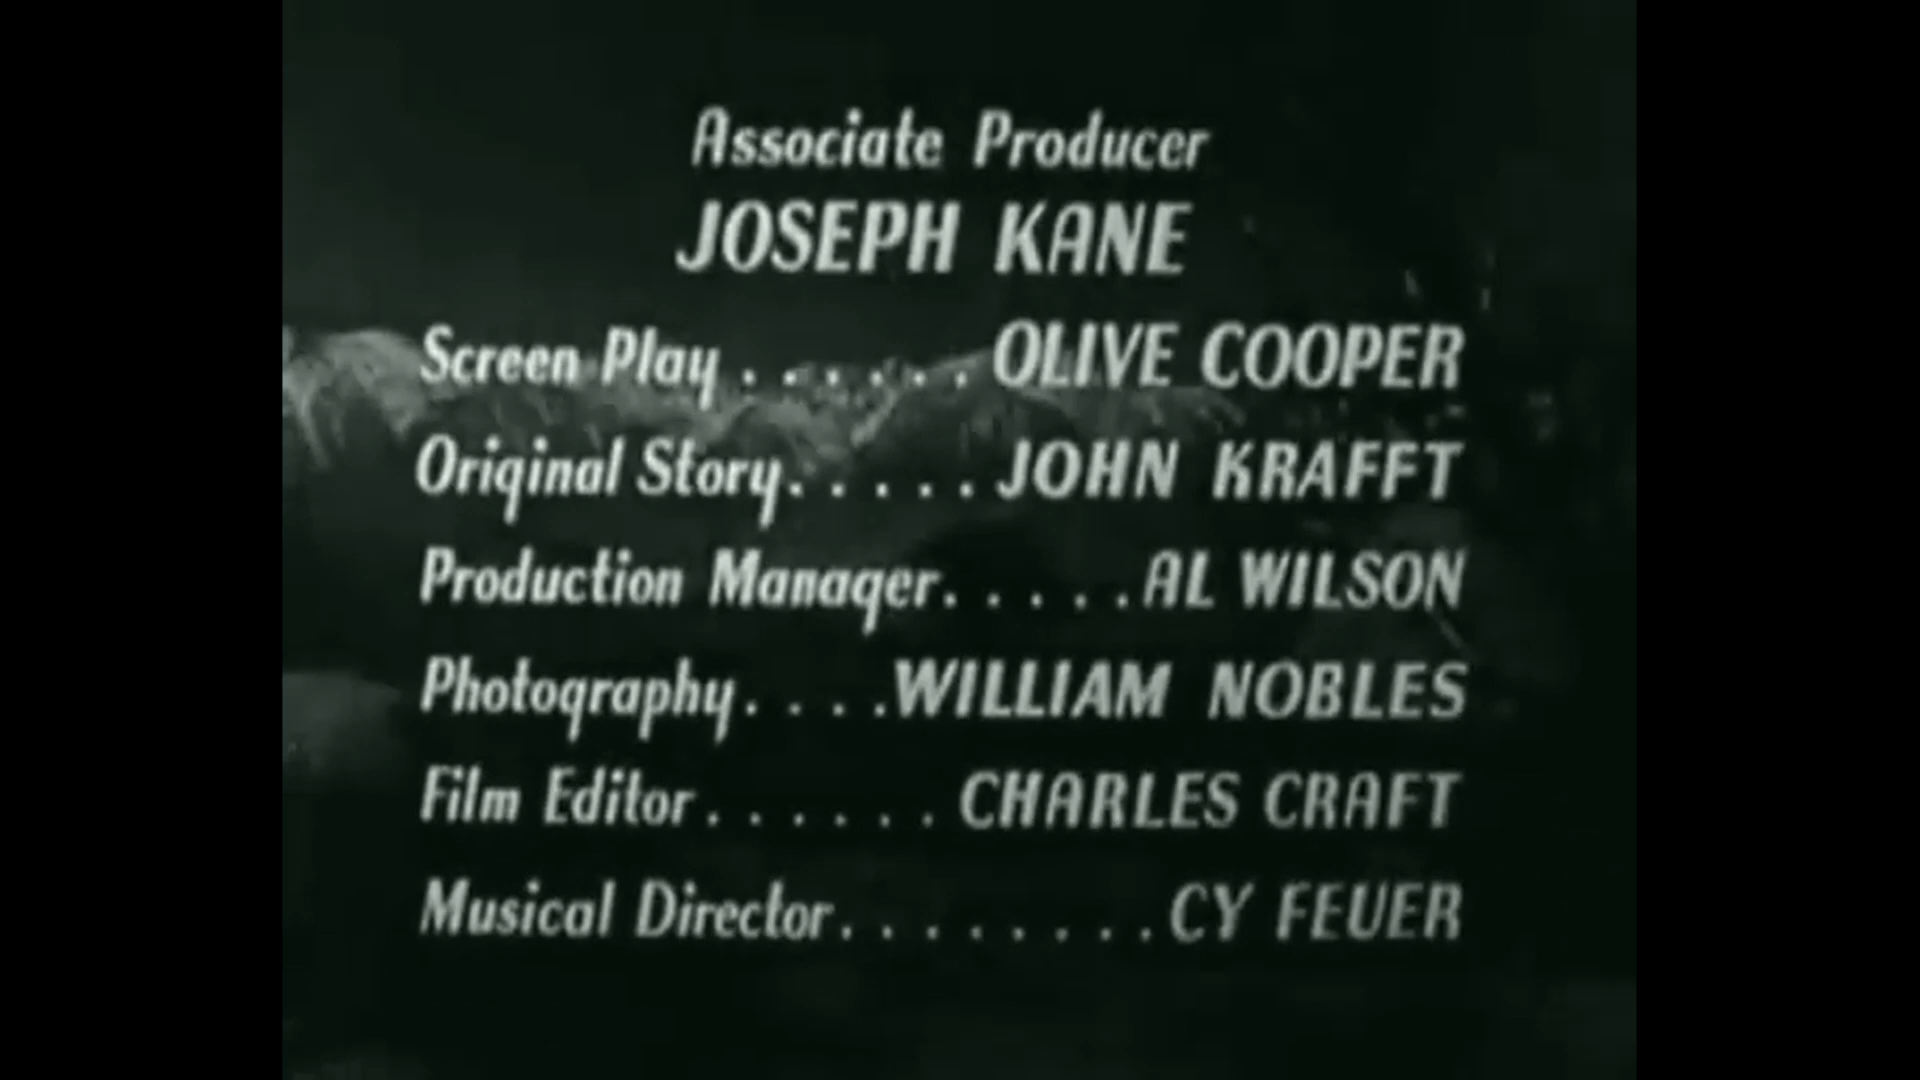 Associate Producer
JOSEPH KANE
Screen Play . . . . . . OLIVE COOPER
Original Story. . . . . JOHN KRAFFT
Production Manager. . . . . AL WILSON
Photography. . . . WILLIAM NOBLES
Film Editor. . . . . . CHARLES CRAFT
Musical Director. . . . . . . . CY FEUER